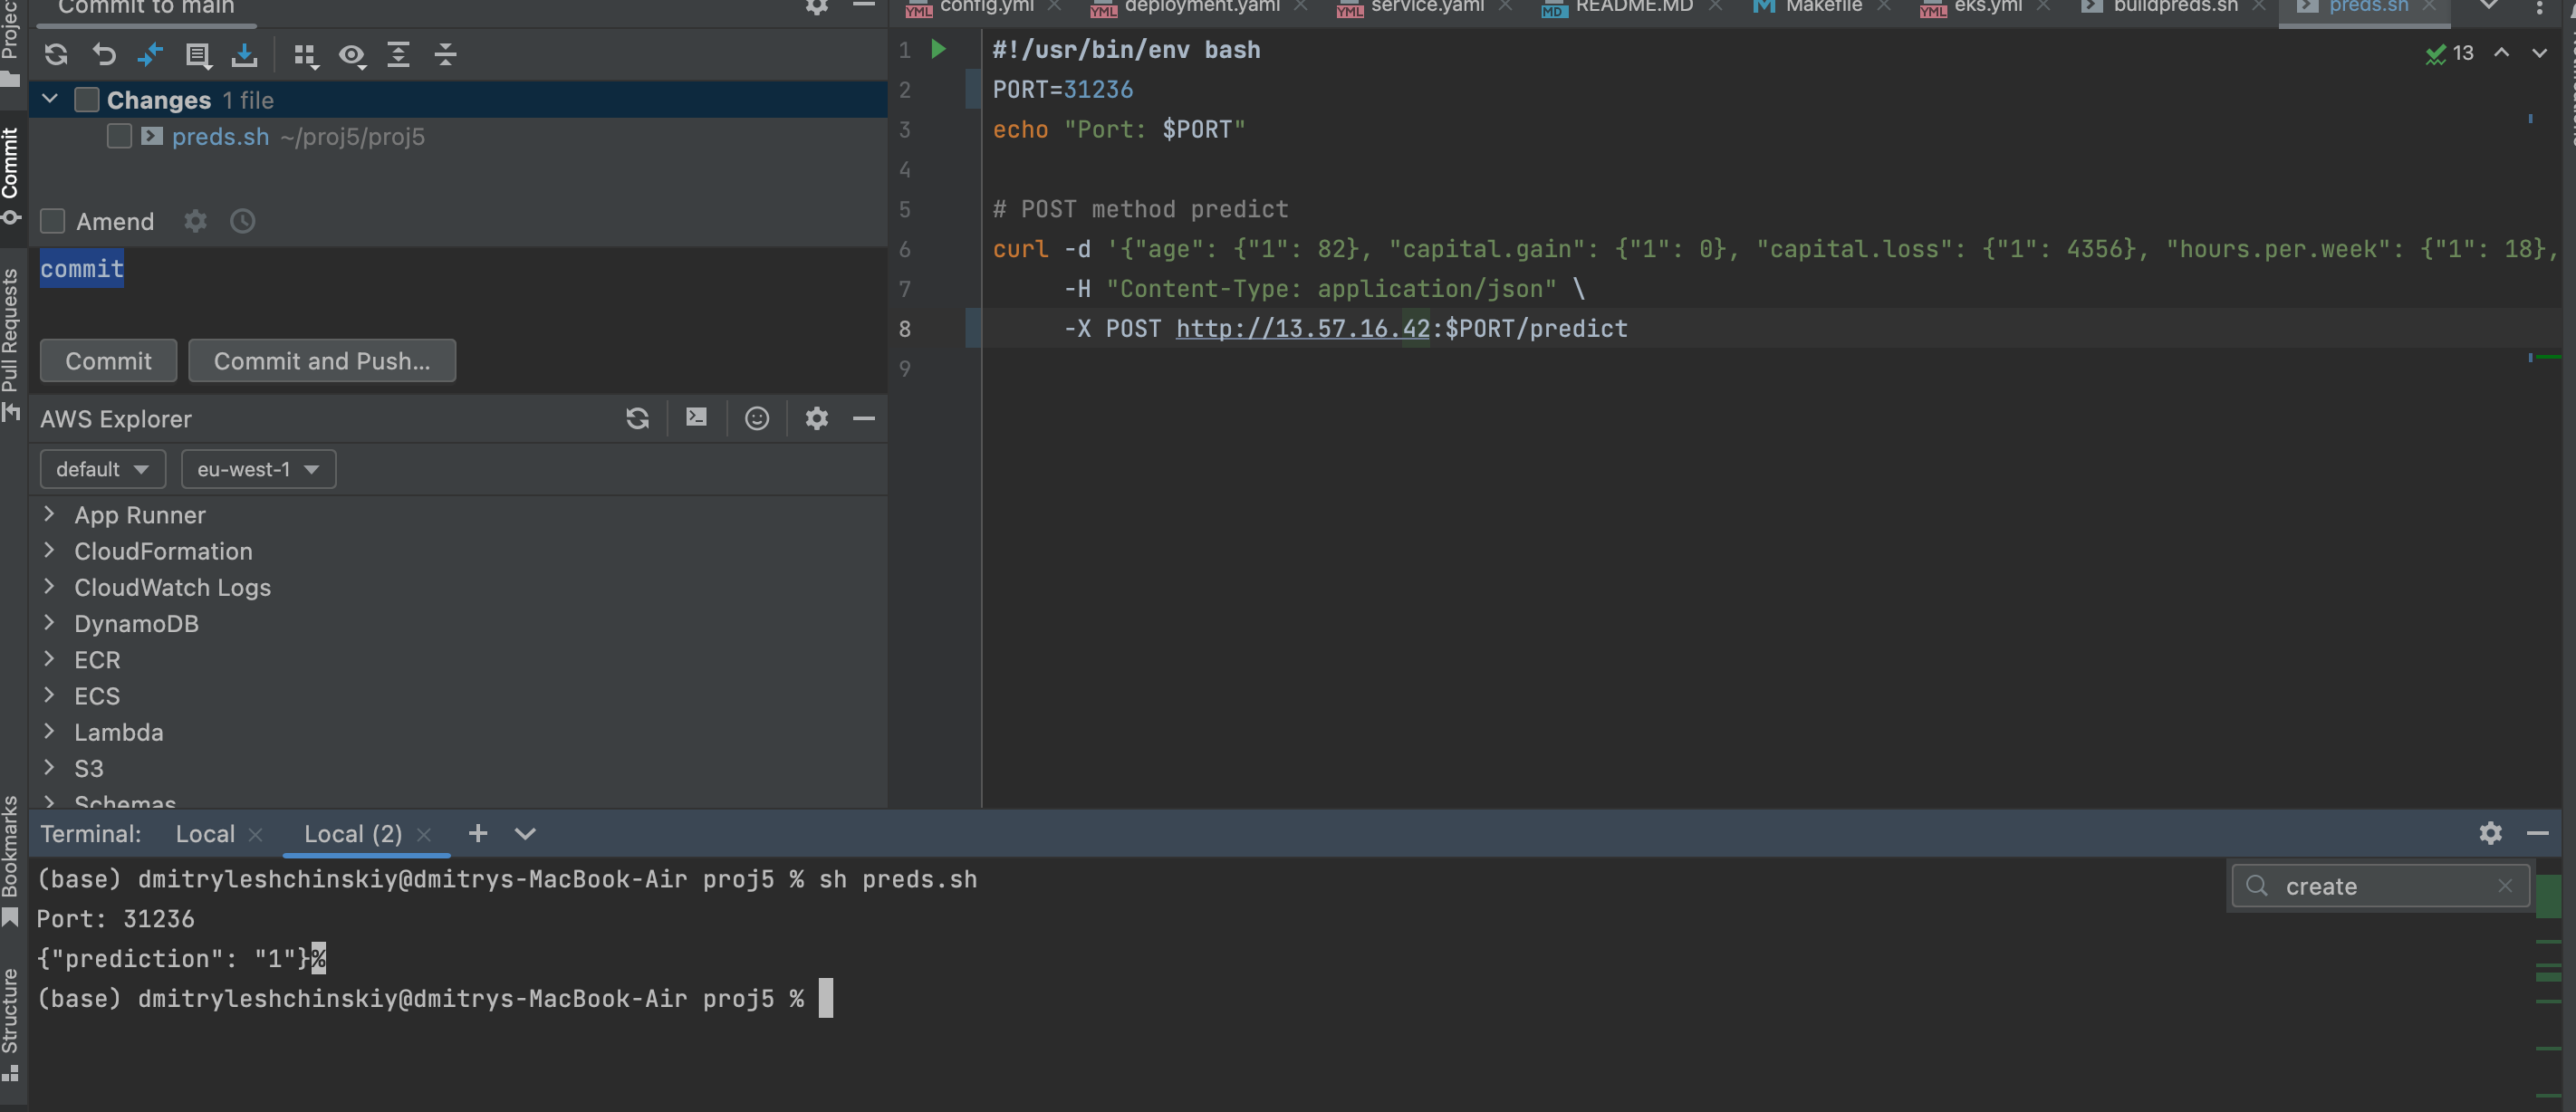 Commit to main
config.yml
deployment.yaml
service.yaml
README.MD
Makefile
eks.yml
buildpreds.sh
preds.sh
Project
Commit
Pull Requests
Bookmarks
Structure
Changes 1 file
preds.sh ~/proj5/proj5
Amend
commit
Commit
Commit and Push...
AWS Explorer
default
eu-west-1
App Runner
CloudFormation
CloudWatch Logs
DynamoDB
ECR
ECS
Lambda
S3
Schemas
13
1 #!/usr/bin/env bash
2 PORT=31236
3 echo "Port: $PORT"
4
5 # POST method predict
6 curl -d '{"age": {"1": 82}, "capital.gain": {"1": 0}, "capital.loss": {"1": 4356}, "hours.per.week": {"1": 18},
7 -H "Content-Type: application/json" \
8 -X POST http://13.57.16.42:$PORT/predict
9
Terminal: Local Local (2)
(base) dmitryleshchinskiy@dmitrys-MacBook-Air proj5 % sh preds.sh
Port: 31236
{"prediction": "1"}%
(base) dmitryleshchinskiy@dmitrys-MacBook-Air proj5 %
create